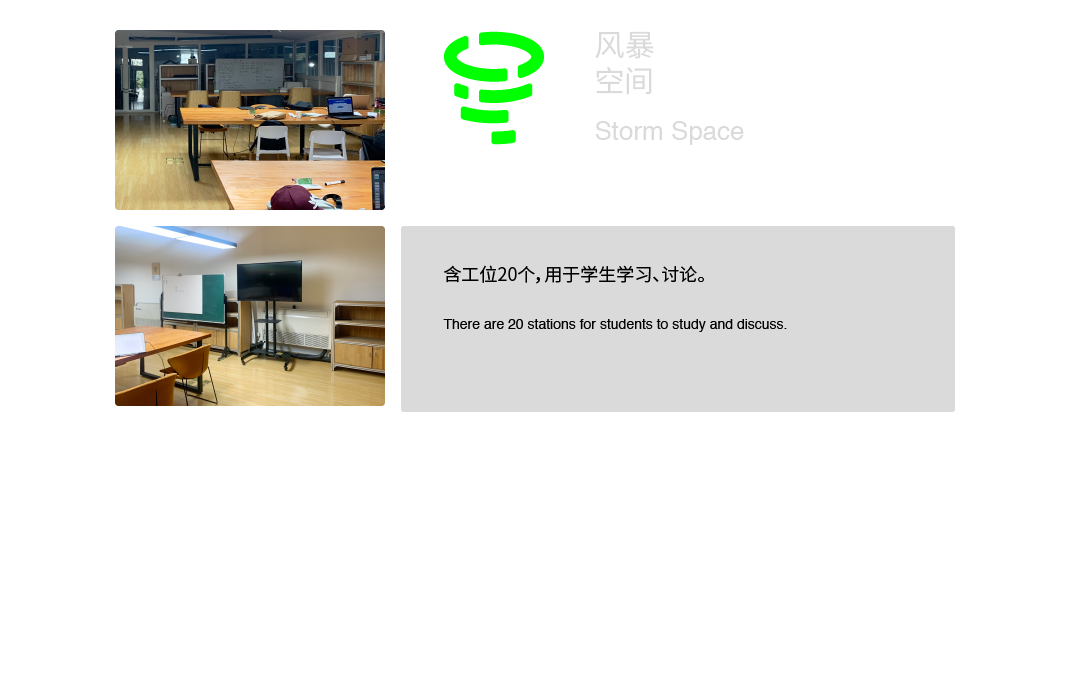 风暴
空间
Storm Space
含工位20个，用于学生学习、讨论。
There are 20 stations for students to study and discuss.